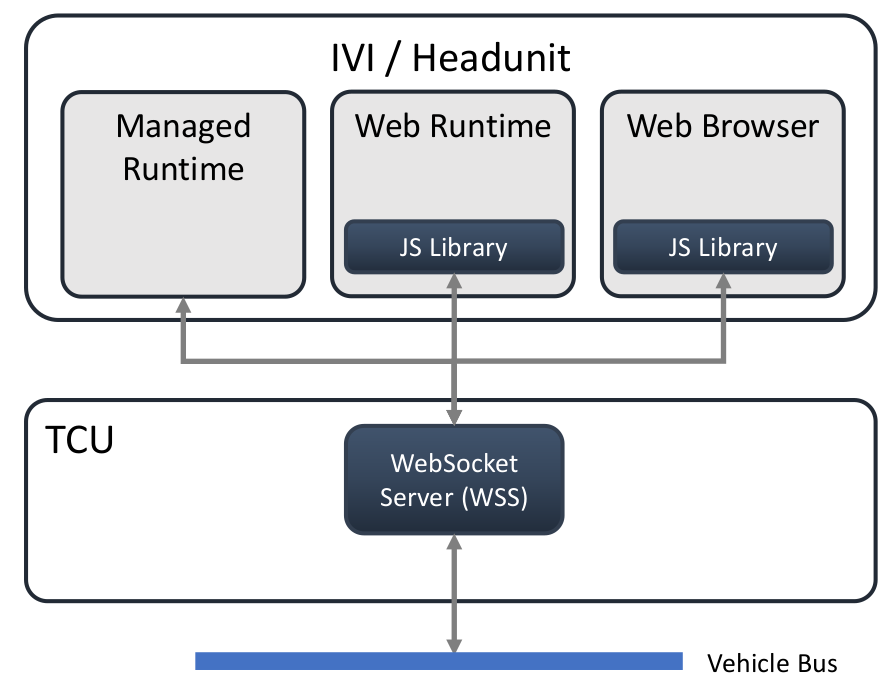 IVI / Headunit
Managed
Runtime
Web Runtime
JS Library
Web Browser
JS Library
TCU
WebSocket
Server (WSS)
Vehicle Bus